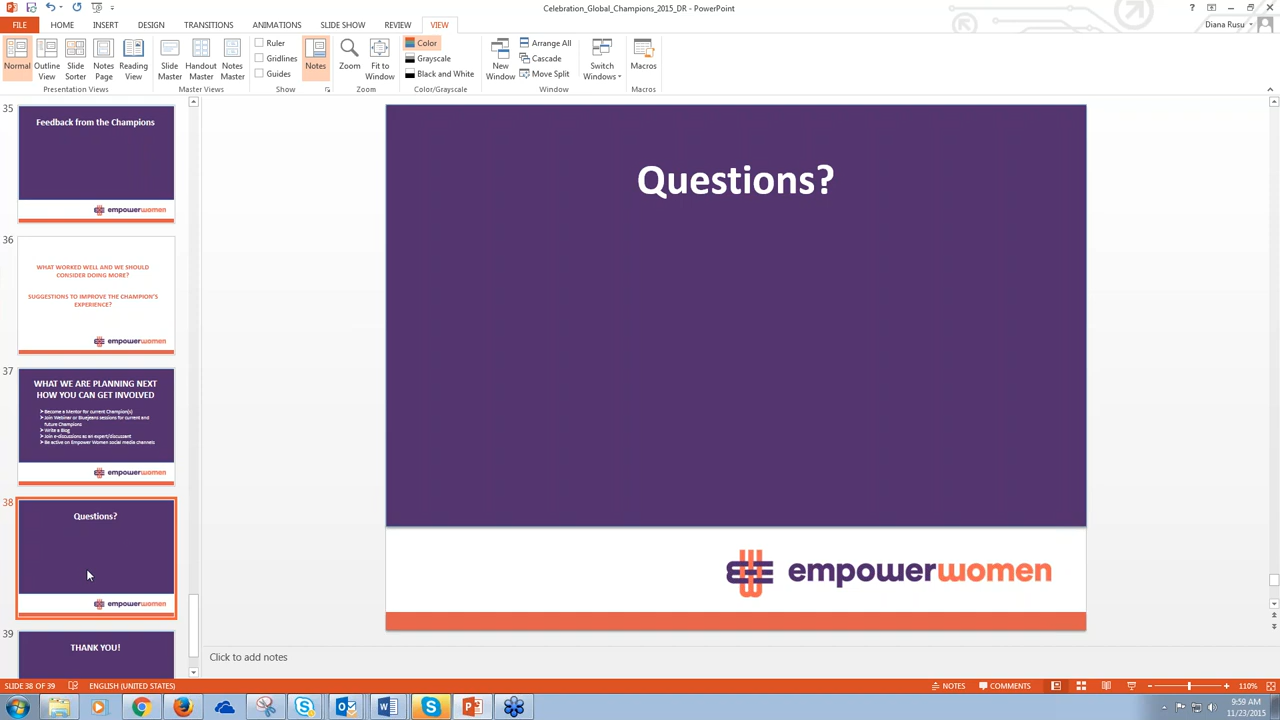 Celebration_Global_Champions_2015_DR - PowerPoint
FILE HOME INSERT DESIGN TRANSITIONS ANIMATIONS SLIDE SHOW REVIEW VIEW
Diana Rusu
Normal
Outline View
Slide Sorter
Notes Page
Reading View
Presentation Views
Slide Master
Handout Master
Notes Master
Master Views
Ruler
Gridlines
Guides
Show
Notes
Zoom
Fit to Window
Zoom
Color
Grayscale
Black and White
Color/Grayscale
New Window
Arrange All
Cascade
Move Split
Switch Windows
Window
Macros
Macros
35
Feedback from the Champions
empowerwomen
36
WHAT WORKED WELL AND WE SHOULD
CONSIDER DOING MORE?
SUGGESTIONS TO IMPROVE THE CHAMPION'S
EXPERIENCE?
empowerwomen
37
WHAT WE ARE PLANNING NEXT
HOW YOU CAN GET INVOLVED
Become a Mentor for current Champion(s)
Join Webinar or Bluejeans sessions for current and
future Champions
Write a Blog
Join e-discussions as an expert/discussant
Be active on Empower Women social media channels
empowerwomen
38
Questions?
empowerwomen
39
THANK YOU!
Questions?
empowerwomen
Click to add notes
SLIDE 38 OF 39 ENGLISH (UNITED STATES) NOTES COMMENTS 110%
9:59 AM
11/23/2015